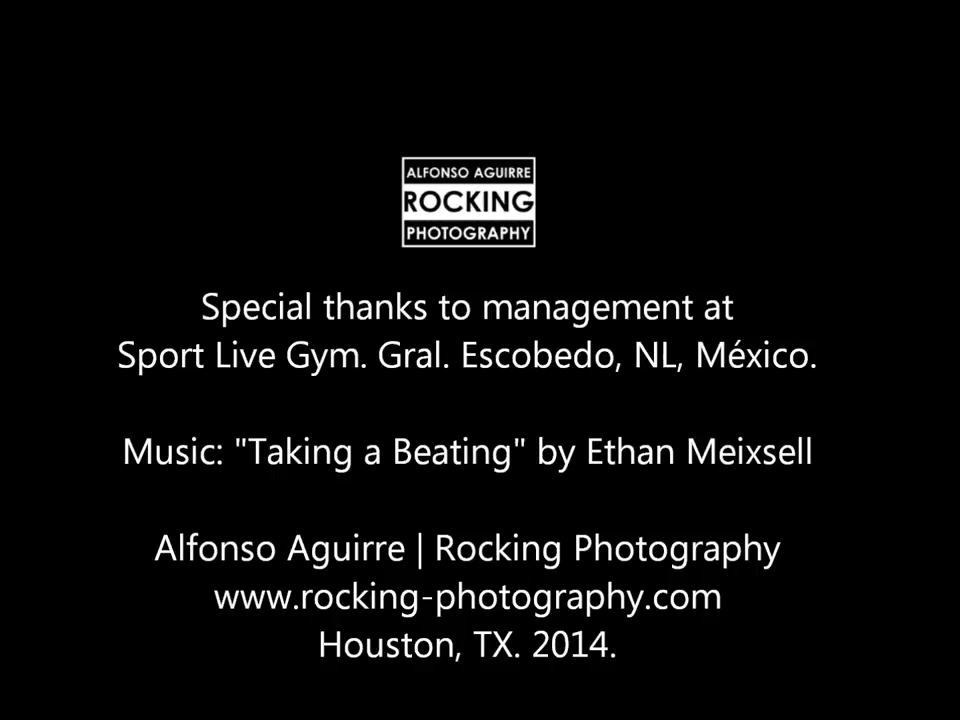 ALFONSO AGUIRRE
ROCKING
PHOTOGRAPHY
Special thanks to management at
Sport Live Gym. Gral. Escobedo, NL, México.
Music: "Taking a Beating" by Ethan Meixsell
Alfonso Aguirre | Rocking Photography
www.rocking-photography.com
Houston, TX. 2014.